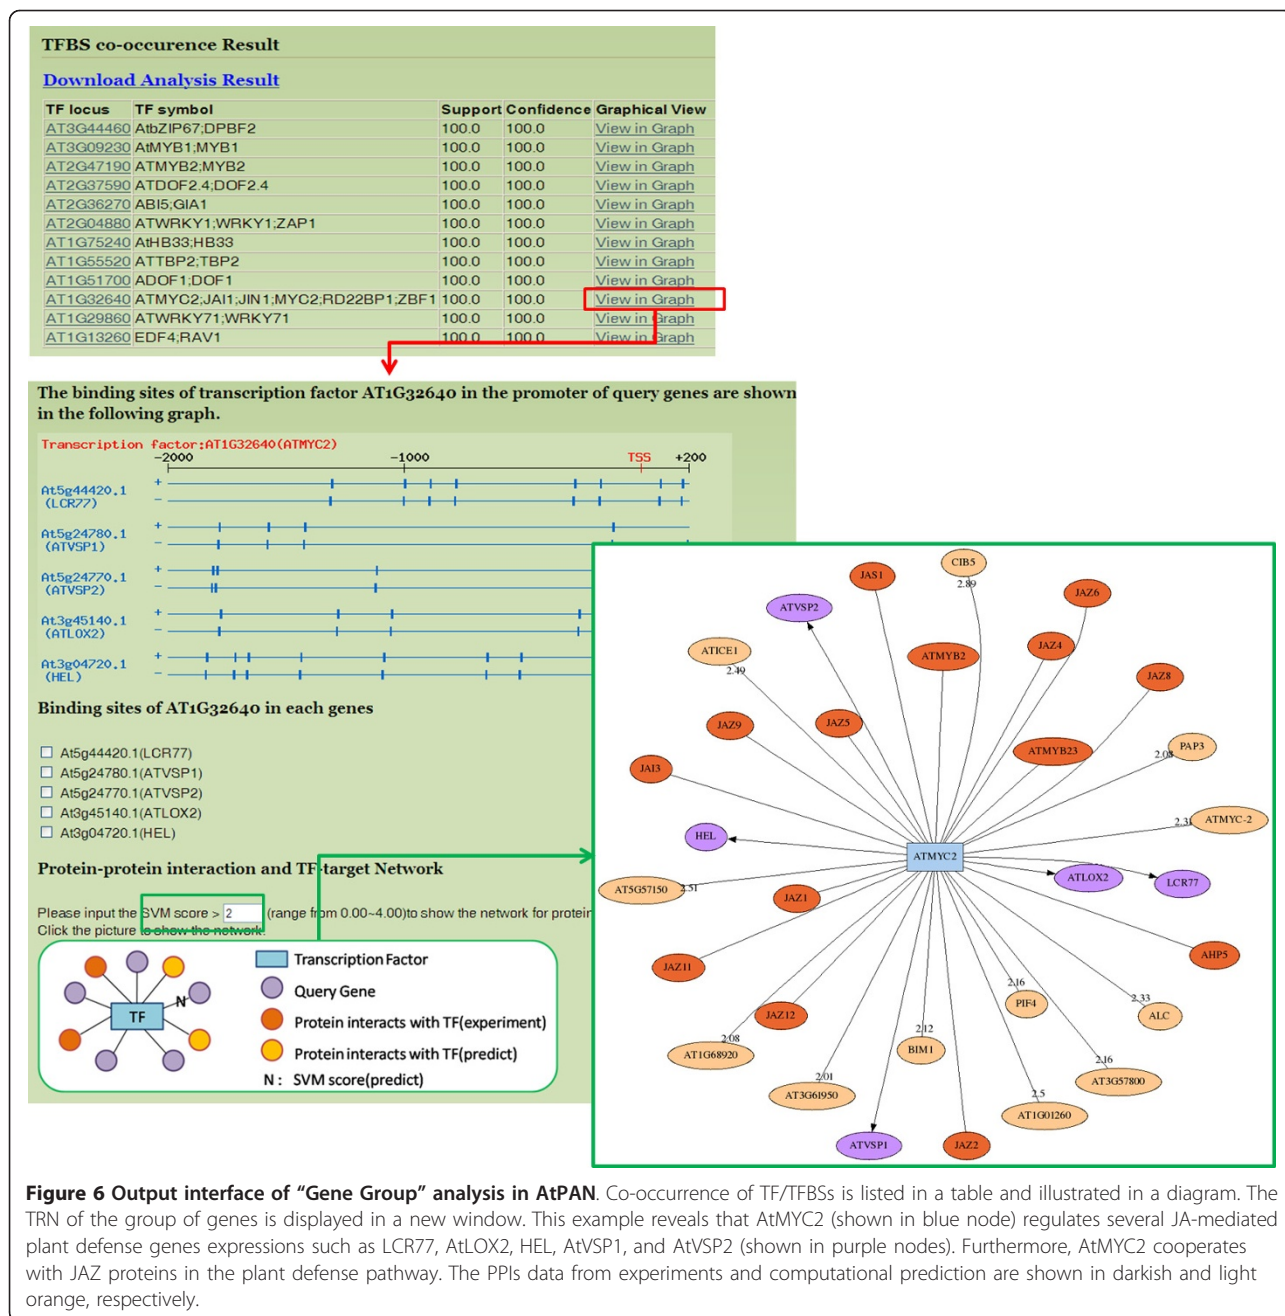 TFBS co-occurence Result
Download Analysis Result
TF locus TF symbol Support Confidence Graphical View
AT3G44460 AtbZIP67;DPBF2 100.0 100.0 View in Graph
AT3G09230 AtMYB1;MYB1 100.0 100.0 View in Graph
AT2G47190 ATMYB2;MYB2 100.0 100.0 View in Graph
AT2G37590 ATDOF2.4;DOF2.4 100.0 100.0 View in Graph
AT2G36270 ABI5;GIA1 100.0 100.0 View in Graph
AT2G04880 ATWRKY1;WRKY1;ZAP1 100.0 100.0 View in Graph
AT1G75240 AtHB33;HB33 100.0 100.0 View in Graph
AT1G55520 ATTBP2;TBP2 100.0 100.0 View in Graph
AT1G51700 ADOF1;DOF1 100.0 100.0 View in Graph
AT1G32640 ATMYC2;JAI1;JIN1;MYC2;RD22BP1;ZBF1 100.0 100.0 View in Graph
AT1G29860 ATWRKY71;WRKY71 100.0 100.0 View in Graph
AT1G13260 EDF4;RAV1 100.0 100.0 View in Graph
The binding sites of transcription factor AT1G32640 in the promoter of query genes are shown
in the following graph.
Transcription factor:AT1G32640(ATMYC2)
-2000 -1000 TSS +200
At5g44420.1 + 
(LCR77) -
At5g24780.1 +
(ATVSP1) -
At5g24770.1 +
(ATVSP2) -
At3g45140.1 +
(ATLOX2) -
At3g04720.1 +
(HEL) -
Binding sites of AT1G32640 in each genes
At5g44420.1(LCR77)
At5g24780.1(ATVSP1)
At5g24770.1(ATVSP2)
At3g45140.1(ATLOX2)
At3g04720.1(HEL)
Protein-protein interaction and TF-target Network
Please input the SVM score > 2 (range from 0.00~4.00)to show the network for protein
Click the picture to show the network.
TF
N
Transcription Factor
Query Gene
Protein interacts with TF(experiment)
Protein interacts with TF(predict)
N : SVM score(predict)
CIB5
2.89
JAS1
JAZ6
ATVSP2
ATICE1
2.49
ATMYB2
JAZ4
JAZ8
JAZ9
JAZ5
ATMYB23
PAP3
2.08
JAI3
ATMYC-2
2.31
HEL
ATMYC2
ATLOX2
LCR77
AT5G57150
2.51
JAZ1
JAZ11
AHP5
JAZ12
PIF4
2.16
ALC
2.33
AT1G68920
2.08
BIM1
2.12
AT3G57800
2.16
AT3G61950
2.01
AT1G01260
2.5
ATVSP1
JAZ2
Figure 6 Output interface of “Gene Group” analysis in AtPAN. Co-occurrence of TF/TFBSs is listed in a table and illustrated in a diagram. The
TRN of the group of genes is displayed in a new window. This example reveals that AtMYC2 (shown in blue node) regulates several JA-mediated
plant defense genes expressions such as LCR77, AtLOX2, HEL, AtVSP1, and AtVSP2 (shown in purple nodes). Furthermore, AtMYC2 cooperates
with JAZ proteins in the plant defense pathway. The PPIs data from experiments and computational prediction are shown in darkish and light
orange, respectively.